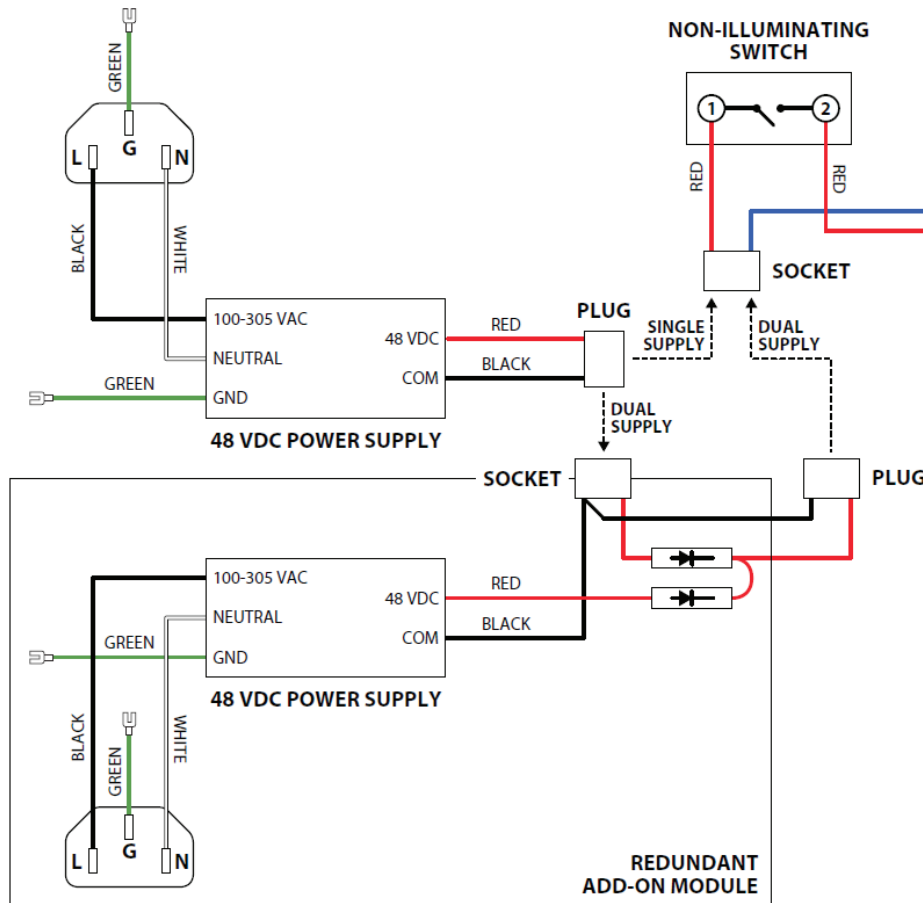 NON-ILLUMINATING
SWITCH
GREEN
1
2
L
G
N
RED
RED
BLACK
WHITE
SOCKET
100-305 VAC
48 VDC
NEUTRAL
COM
GND
GREEN
RED
BLACK
PLUG
SINGLE
SUPPLY
DUAL
SUPPLY
48 VDC POWER SUPPLY
DUAL
SUPPLY
SOCKET
PLUG
100-305 VAC
48 VDC
NEUTRAL
COM
GND
GREEN
RED
BLACK
48 VDC POWER SUPPLY
BLACK
GREEN
WHITE
L
G
N
REDUNDANT
ADD-ON MODULE